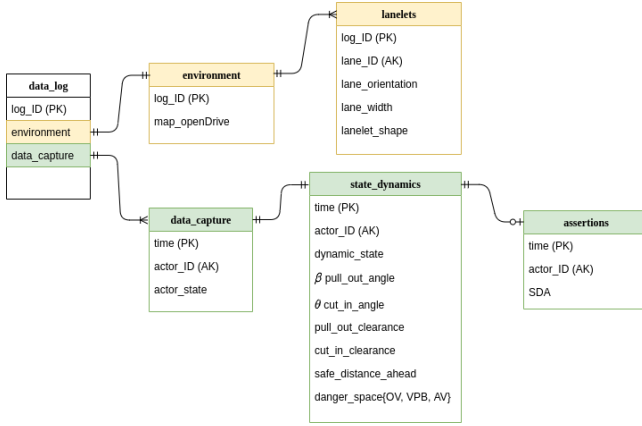 data_log
log_ID (PK)
environment
data_capture
environment
log_ID (PK)
map_openDrive
lanelets
log_ID (PK)
lane_ID (AK)
lane_orientation
lane_width
lanelet_shape
data_capture
time (PK)
actor_ID (AK)
actor_state
state_dynamics
time (PK)
actor_ID (AK)
dynamic_state
β pull_out_angle
θ cut_in_angle
pull_out_clearance
cut_in_clearance
safe_distance_ahead
danger_space{OV, VPB, AV}
assertions
time (PK)
actor_ID (AK)
SDA